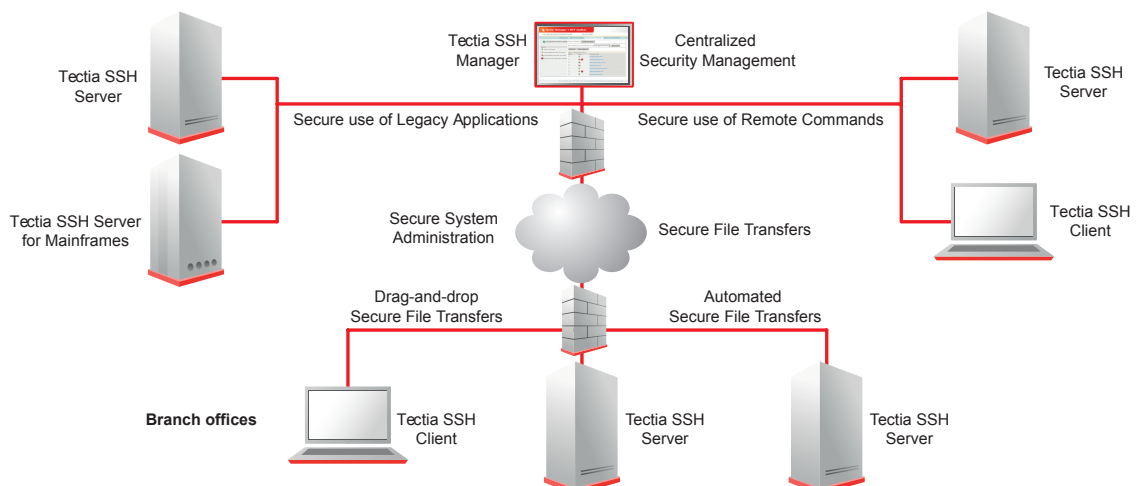 Tectia SSH
Manager
Centralized
Security Management
Tectia SSH
Server
Tectia SSH
Server
Secure use of Legacy Applications
Secure use of Remote Commands
Tectia SSH Server
for Mainframes
Secure System
Administration
Secure File Transfers
Tectia SSH
Client
Drag-and-drop
Secure File Transfers
Automated
Secure File Transfers
Branch offices
Tectia SSH
Client
Tectia SSH
Server
Tectia SSH
Server